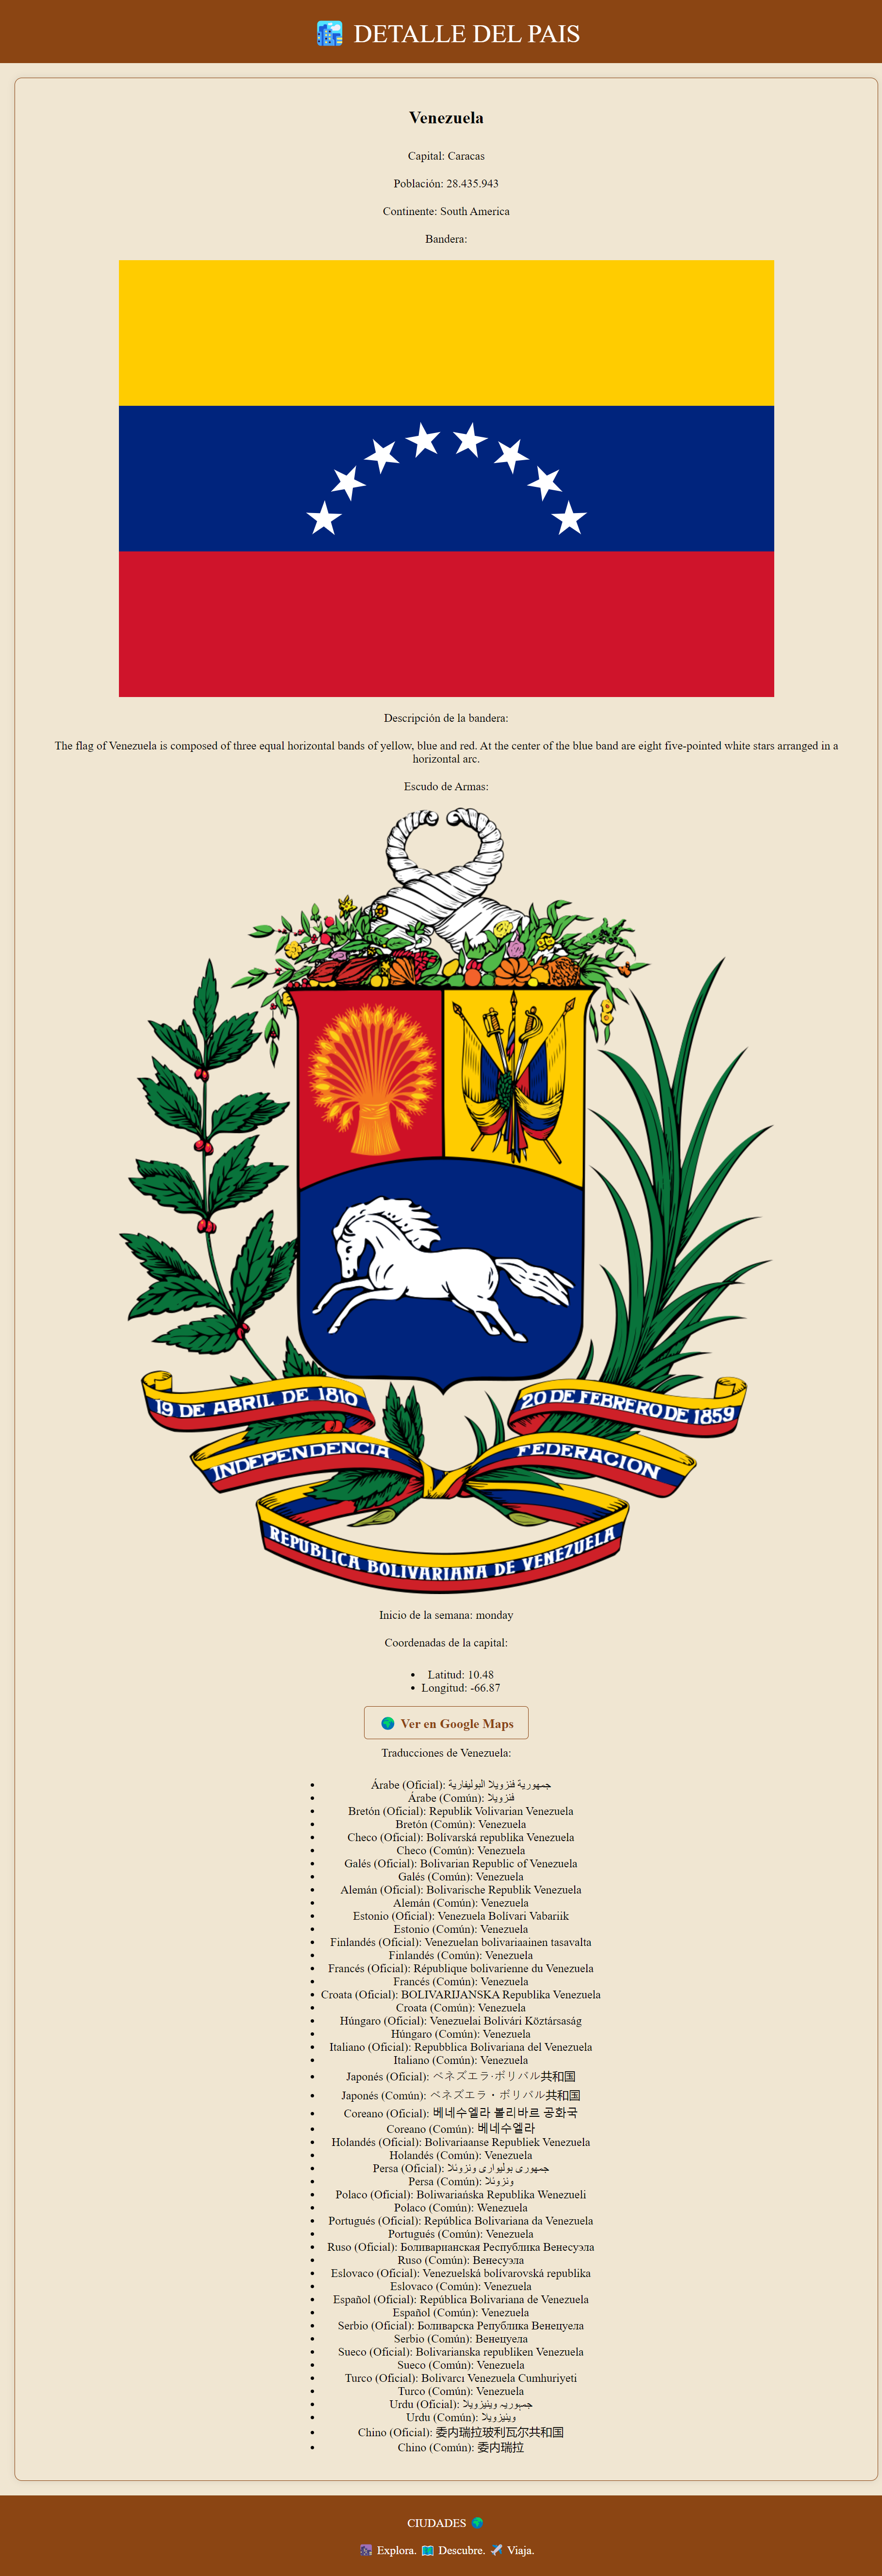 DETALLE DEL PAIS
Venezuela
Capital: Caracas
Población: 28.435.943
Continente: South America
Bandera:
Descripción de la bandera:
The flag of Venezuela is composed of three equal horizontal bands of yellow, blue and red. At the center of the blue band are eight five-pointed white stars arranged in a
horizontal arc.
Escudo de Armas:
19 DE ABRIL DE 1810
20 DE FEBRERO DE 1859
INDEPENDENCIA
FEDERACION
REPUBLICA BOLIVARIANA DE VENEZUELA
Inicio de la semana: monday
Coordenadas de la capital:
• Latitud: 10.48
• Longitud: -66.87
Ver en Google Maps
Traducciones de Venezuela:
• Árabe (Oficial): جمهورية فنزويلا البوليفارية
• Árabe (Común): فنزويلا
• Bretón (Oficial): Republik Volivarian Venezuela
• Bretón (Común): Venezuela
• Checo (Oficial): Bolívarská republika Venezuela
• Checo (Común): Venezuela
• Galés (Oficial): Bolivarian Republic of Venezuela
• Galés (Común): Venezuela
• Alemán (Oficial): Bolivarische Republik Venezuela
• Alemán (Común): Venezuela
• Estonio (Oficial): Venezuela Bolívari Vabariik
• Estonio (Común): Venezuela
• Finlandés (Oficial): Venezuelan bolivariaainen tasavalta
• Finlandés (Común): Venezuela
• Francés (Oficial): République bolivarienne du Venezuela
• Francés (Común): Venezuela
• Croata (Oficial): BOLIVARIJANSKA Republika Venezuela
• Croata (Común): Venezuela
• Húngaro (Oficial): Venezuelai Bolivári Köztársaság
• Húngaro (Común): Venezuela
• Italiano (Oficial): Repubblica Bolivariana del Venezuela
• Italiano (Común): Venezuela
• Japonés (Oficial): ベネズエラ·ボリバル共和国
• Japonés (Común): ベネズエラ・ボリバル共和国
• Coreano (Oficial): 베네수엘라 볼리바르 공화국
• Coreano (Común): 베네수엘라
• Holandés (Oficial): Bolivariaanse Republiek Venezuela
• Holandés (Común): Venezuela
• Persa (Oficial): جمهوری بولیواری ونزوئلا
• Persa (Común): ونزوئلا
• Polaco (Oficial): Boliwariańska Republika Wenezueli
• Polaco (Común): Wenezuela
• Portugués (Oficial): República Bolivariana da Venezuela
• Portugués (Común): Venezuela
• Ruso (Oficial): Боливарианская Республика Венесуэла
• Ruso (Común): Венесуэла
• Eslovaco (Oficial): Venezuelská bolívarovská republika
• Eslovaco (Común): Venezuela
• Español (Oficial): República Bolivariana de Venezuela
• Español (Común): Venezuela
• Serbio (Oficial): Боливарска Република Венецуела
• Serbio (Común): Венецуела
• Sueco (Oficial): Bolivarianska republiken Venezuela
• Sueco (Común): Venezuela
• Turco (Oficial): Bolivarcı Venezuela Cumhuriyeti
• Turco (Común): Venezuela
• Urdu (Oficial): جمہوریہ وینیزویلا
• Urdu (Común): وینیزویلا
• Chino (Oficial): 委内瑞拉玻利瓦尔共和国
• Chino (Común): 委内瑞拉
CIUDADES
Explora. Descubre. Viaja.